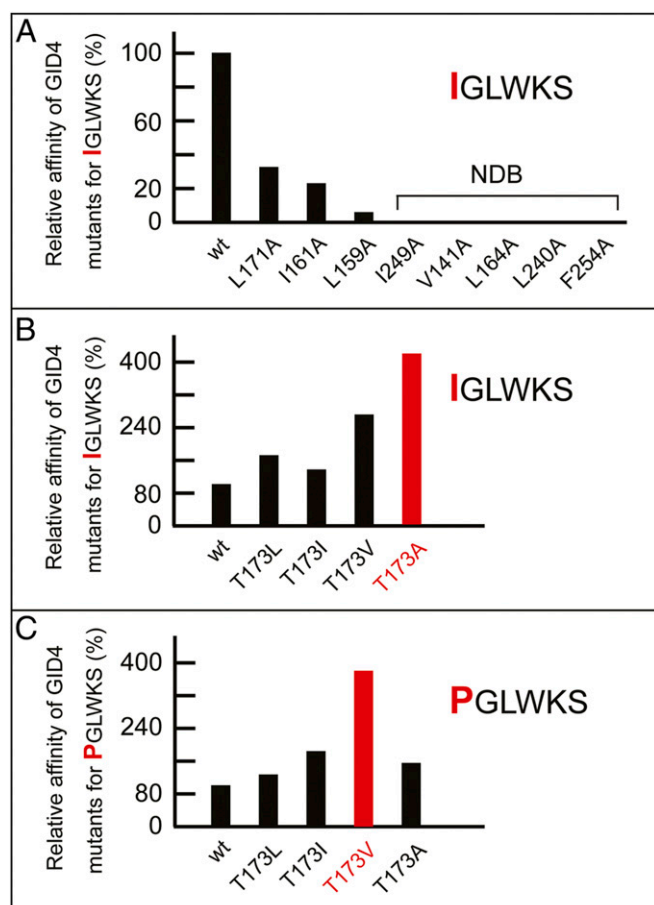 A
Relative affinity of GID4
mutants for IGLWKS (%)
100
60
20
0
IGLWKS
NDB
wt
L171A
I161A
L159A
I249A
V141A
L164A
L240A
F254A
B
Relative affinity of GID4
mutants for IGLWKS (%)
400
240
80
0
IGLWKS
wt
T173L
T173I
T173V
T173A
C
Relative affinity of GID4
mutants for PGLWKS (%)
400
240
80
0
PGLWKS
wt
T173L
T173I
T173V
T173A